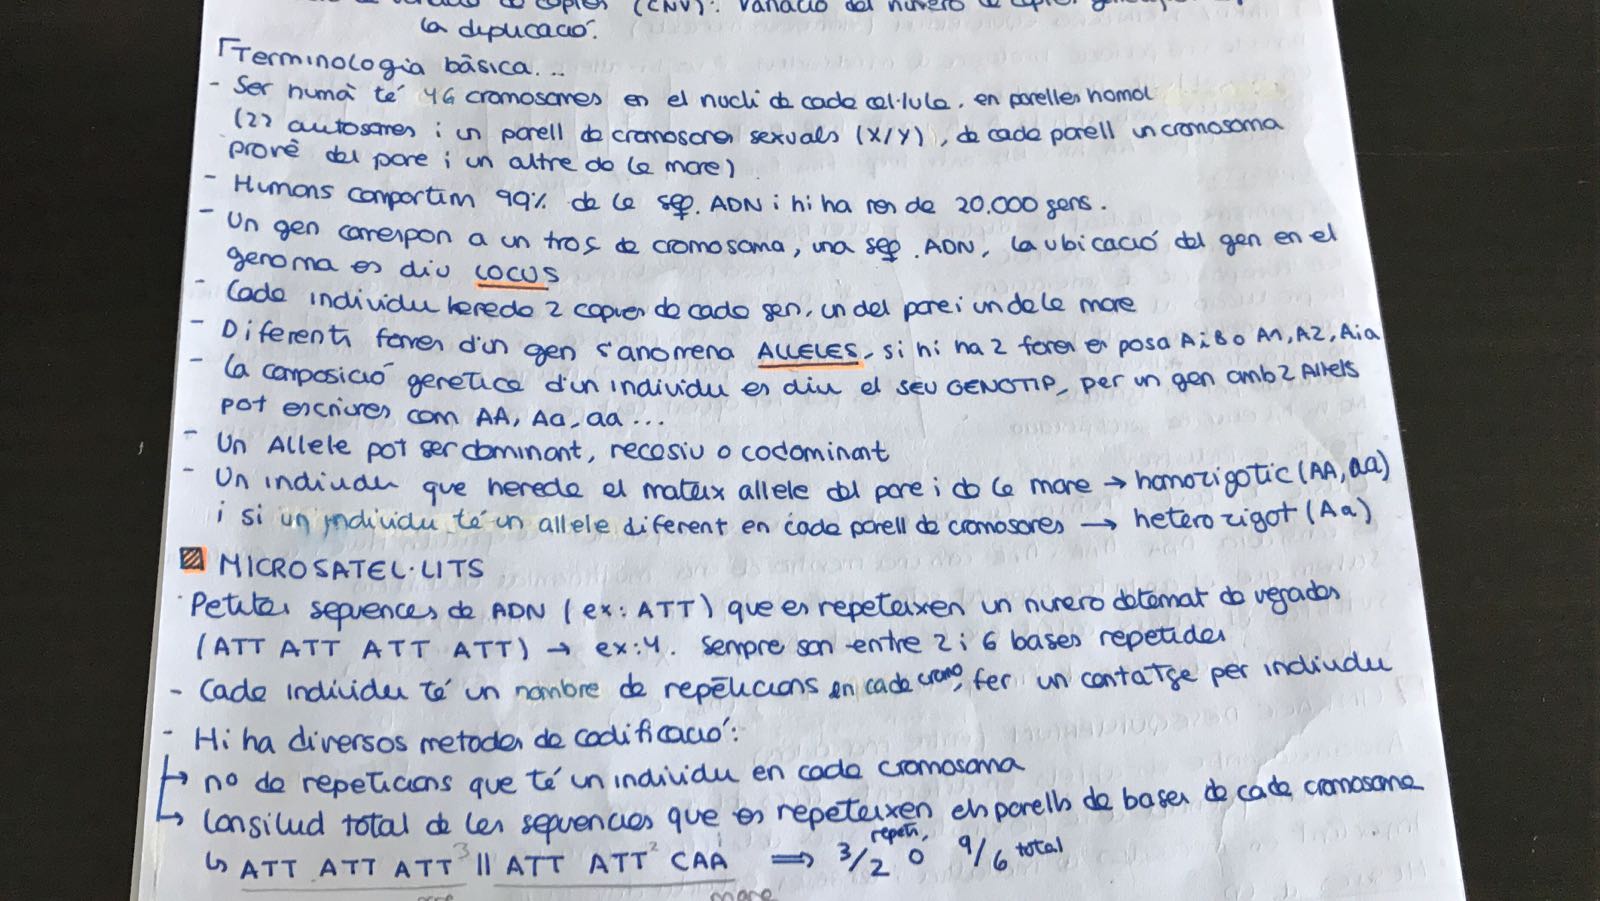 de copies (CNV): Variació del número de copies
la duplicació.
Terminologia bàsica...
- Ser humà té 46 cromosomes en el nucli de cada cel·lula. en parelles homol
(22 autosomes i un parell de cromosomes sexuals (X/Y), de cada parell un cromosoma
prové del pare i un altre de la mare)
- Humans compartim 99% de la seq. ADN i hi ha res de 20.000 gens.
- Un gen correspon a un tros de cromosoma, una seq. ADN, la ubicació del gen en el
genoma es diu LOCUS
- Cada individu hereda 2 copies de cada gen, un del pare i un de la mare
- Diferents formes d'un gen s'anomena ALLELES, si hi ha 2 formes es posa A i B o A1, A2, A i a
- La composició genètica d'un individu es diu el SEU GENOTIP, per un gen amb 2 Allels
pot escriures com AA, Aa, aa...
- Un Allele pot ser dominant, recesiu o codominant
- Un individu que hereda el mateix allele del pare i de la mare → homozigotic (AA, aa)
i si un individu té un allele diferent en cada parell de cromosomes → heterozigot (Aa)
MICROSATEL·LITS
Petites sequences de ADN (ex: ATT) que es repeteixen un numero detemat de vegades
(ATT ATT ATT ATT) → ex: 4. Sempre son entre 2 i 6 bases repetides
- Cada individu té un nombre de repeticions en cada cromo, fer un contatge per individu
- Hi ha diversos metodes de codificació:
→ nº de repeticions que té un individu en cada cromosoma
→ Longitud total de les sequencies que es repeteixen els parells de bases de cada cromosoma
↳ ATT ATT ATT 3 || ATT ATT 2 CAA ⇒ 3/2 repeti. ó 9/6 total
mare